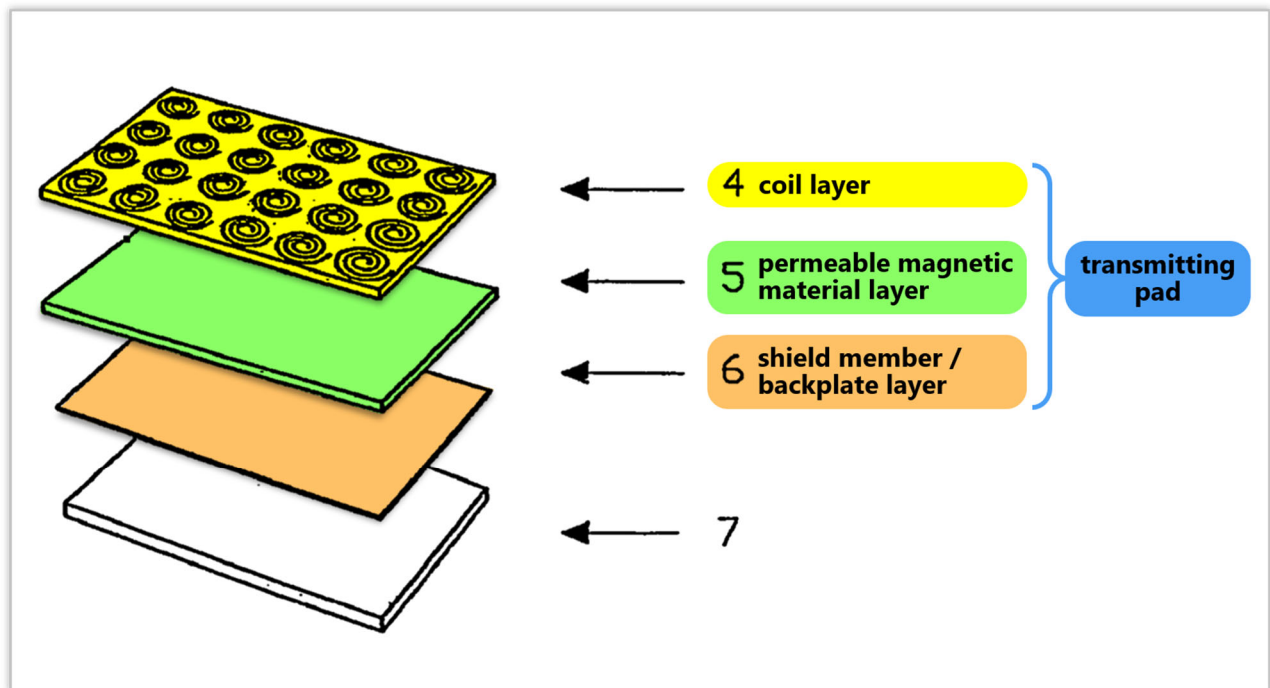 4 coil layer
5 permeable magnetic
material layer
transmitting
pad
6 shield member /
backplate layer
7